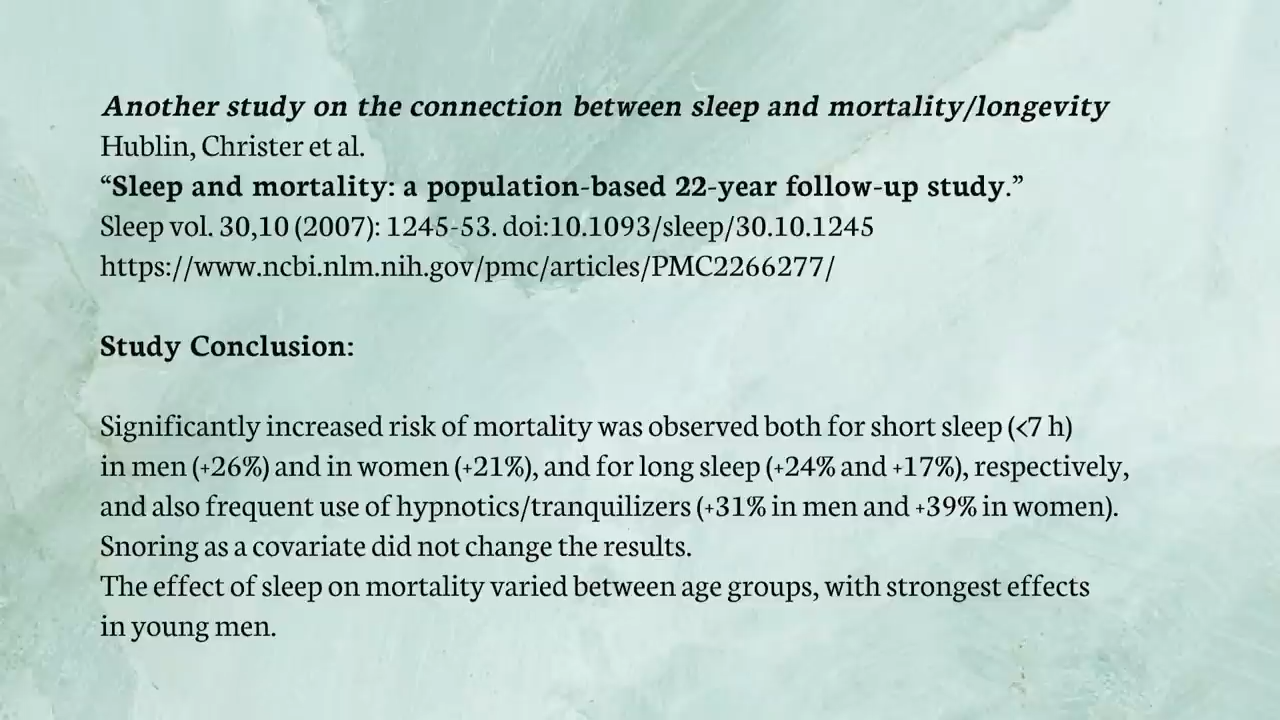 Another study on the connection between sleep and mortality/longevity
Hublin, Christer et al.
“Sleep and mortality: a population-based 22-year follow-up study.”
Sleep vol. 30,10 (2007): 1245-53. doi:10.1093/sleep/30.10.1245
https://www.ncbi.nlm.nih.gov/pmc/articles/PMC2266277/
Study Conclusion:
Significantly increased risk of mortality was observed both for short sleep (<7 h)
in men (+26%) and in women (+21%), and for long sleep (+24% and +17%), respectively,
and also frequent use of hypnotics/tranquilizers (+31% in men and +39% in women).
Snoring as a covariate did not change the results.
The effect of sleep on mortality varied between age groups, with strongest effects
in young men.